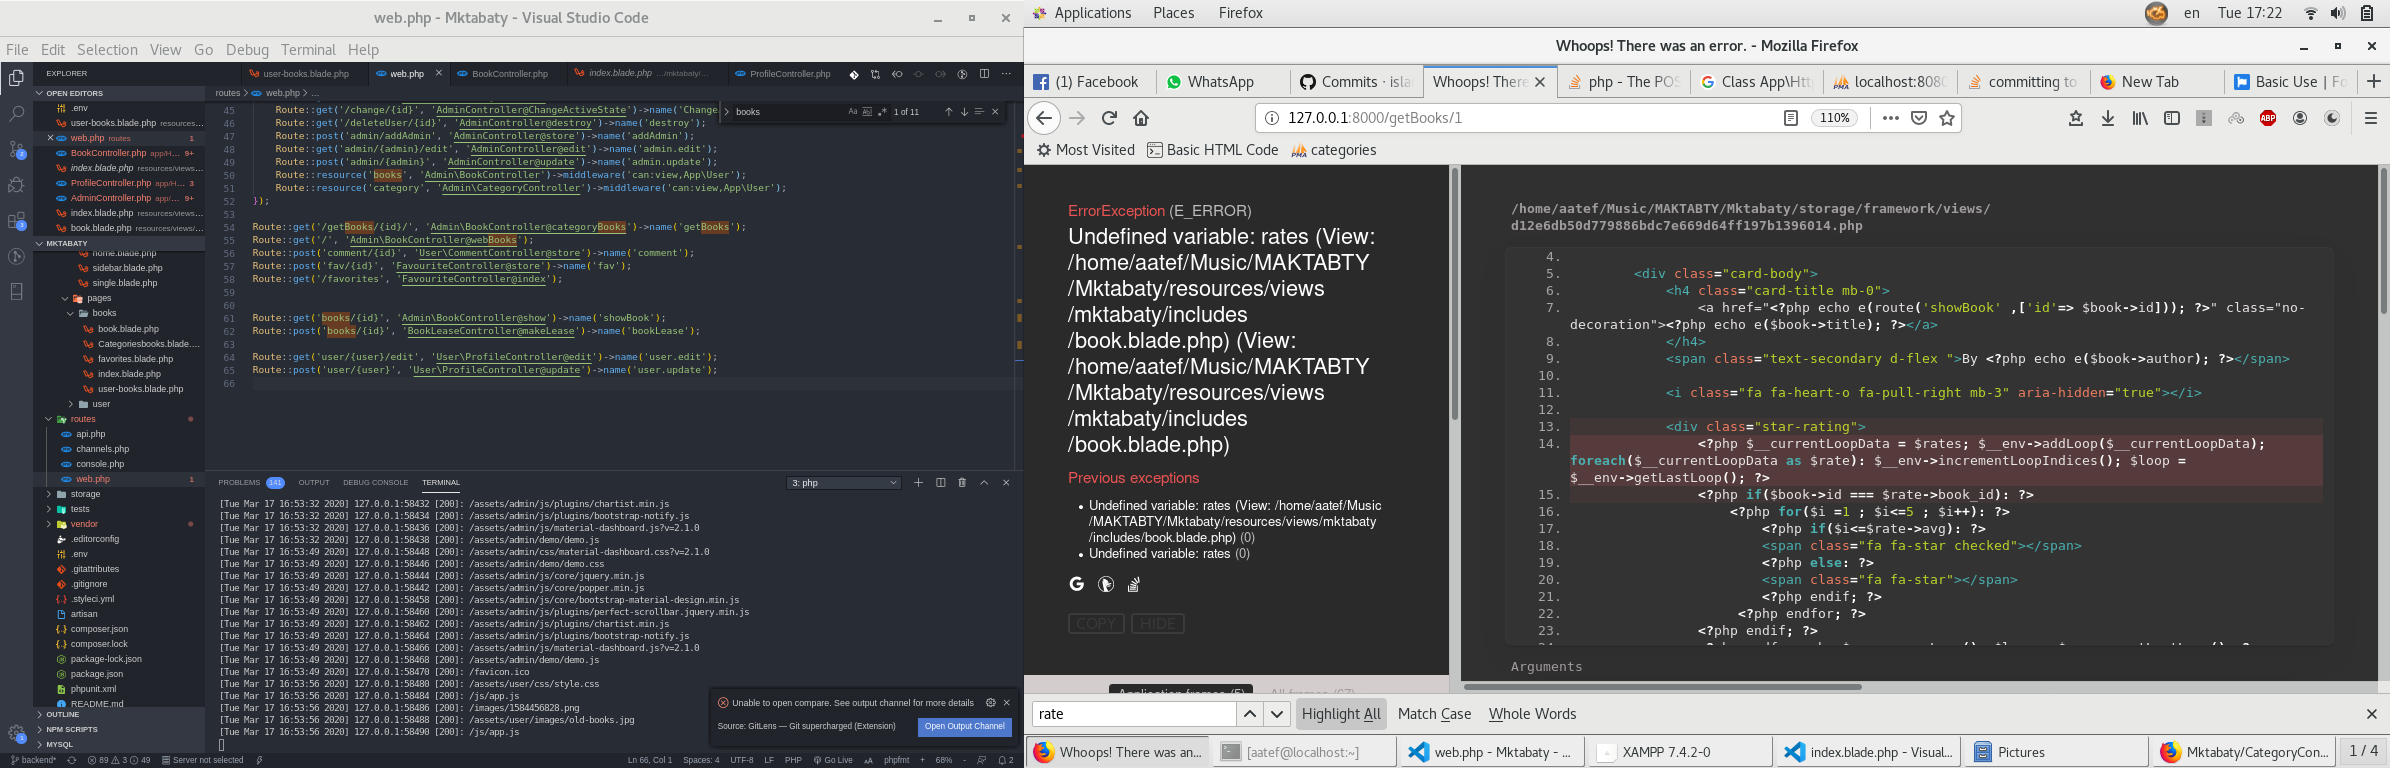 web.php - Mktabaty - Visual Studio Code
File Edit Selection View Go Debug Terminal Help
EXPLORER
OPEN EDITORS
.env
user-books.blade.php resources...
web.php routes 1
BookController.php app/H... 9+
index.blade.php resources/views...
ProfileController.php app/H... 3
AdminController.php app/... 9+
index.blade.php resources/views/...
book.blade.php resources/views/...
MKTABATY
home.blade.php
sidebar.blade.php
single.blade.php
pages
books
book.blade.php
Categoriesbooks.blade....
favorites.blade.php
index.blade.php
user-books.blade.php
user
routes
api.php
channels.php
console.php
web.php 1
storage
tests
vendor
.editorconfig
.env
.gitattributes
.gitignore
.styleci.yml
artisan
composer.json
composer.lock
package-lock.json
package.json
phpunit.xml
README.md
OUTLINE
NPM SCRIPTS
MYSQL
user-books.blade.php web.php BookController.php index.blade.php .../mktabaty/... ProfileController.php
routes > web.php > ...
books 1 of 11
45 Route::get('/change/{id}', 'AdminController@ChangeActiveState')->name('Change
46 Route::get('/deleteUser/{id}', 'AdminController@destroy')->name('destroy');
47 Route::post('admin/addAdmin', 'AdminController@store')->name('addAdmin');
48 Route::get('admin/{admin}/edit', 'AdminController@edit')->name('admin.edit');
49 Route::post('admin/{admin}', 'AdminController@update')->name('admin.update');
50 Route::resource('books', 'Admin\BookController')->middleware('can:view,App\User');
51 Route::resource('category', 'Admin\CategoryController')->middleware('can:view,App\User');
52 });
53
54 Route::get('/getBooks/{id}/', 'Admin\BookController@categoryBooks')->name('getBooks');
55 Route::get('/', 'Admin\BookController@webBooks');
56 Route::post('comment/{id}', 'User\CommentController@store')->name('comment');
57 Route::post('fav/{id}', 'FavouriteController@store')->name('fav');
58 Route::get('/favorites', 'FavouriteController@index');
59
60
61 Route::get('books/{id}', 'Admin\BookController@show')->name('showBook');
62 Route::post('books/{id}', 'BookLeaseController@makeLease')->name('bookLease');
63
64 Route::get('user/{user}/edit', 'User\ProfileController@edit')->name('user.edit');
65 Route::post('user/{user}', 'User\ProfileController@update')->name('user.update');
66
PROBLEMS 141 OUTPUT DEBUG CONSOLE TERMINAL 3: php
[Tue Mar 17 16:53:32 2020] 127.0.0.1:58432 [200]: /assets/admin/js/plugins/chartist.min.js
[Tue Mar 17 16:53:32 2020] 127.0.0.1:58434 [200]: /assets/admin/js/plugins/bootstrap-notify.js
[Tue Mar 17 16:53:32 2020] 127.0.0.1:58436 [200]: /assets/admin/js/material-dashboard.js?v=2.1.0
[Tue Mar 17 16:53:32 2020] 127.0.0.1:58438 [200]: /assets/admin/demo/demo.js
[Tue Mar 17 16:53:49 2020] 127.0.0.1:58448 [200]: /assets/admin/css/material-dashboard.css?v=2.1.0
[Tue Mar 17 16:53:49 2020] 127.0.0.1:58446 [200]: /assets/admin/demo/demo.css
[Tue Mar 17 16:53:49 2020] 127.0.0.1:58444 [200]: /assets/admin/js/core/jquery.min.js
[Tue Mar 17 16:53:49 2020] 127.0.0.1:58442 [200]: /assets/admin/js/core/popper.min.js
[Tue Mar 17 16:53:49 2020] 127.0.0.1:58458 [200]: /assets/admin/js/core/bootstrap-material-design.min.js
[Tue Mar 17 16:53:49 2020] 127.0.0.1:58460 [200]: /assets/admin/js/plugins/perfect-scrollbar.jquery.min.js
[Tue Mar 17 16:53:49 2020] 127.0.0.1:58462 [200]: /assets/admin/js/plugins/chartist.min.js
[Tue Mar 17 16:53:49 2020] 127.0.0.1:58464 [200]: /assets/admin/js/plugins/bootstrap-notify.js
[Tue Mar 17 16:53:49 2020] 127.0.0.1:58466 [200]: /assets/admin/js/material-dashboard.js?v=2.1.0
[Tue Mar 17 16:53:49 2020] 127.0.0.1:58468 [200]: /assets/admin/demo/demo.js
[Tue Mar 17 16:53:49 2020] 127.0.0.1:58470 [200]: /favicon.ico
[Tue Mar 17 16:53:56 2020] 127.0.0.1:58480 [200]: /assets/user/css/style.css
[Tue Mar 17 16:53:56 2020] 127.0.0.1:58484 [200]: /js/app.js
[Tue Mar 17 16:53:56 2020] 127.0.0.1:58486 [200]: /images/1584456828.png
[Tue Mar 17 16:53:56 2020] 127.0.0.1:58488 [200]: /assets/user/images/old-books.jpg
[Tue Mar 17 16:53:56 2020] 127.0.0.1:58490 [200]: /js/app.js
Unable to open compare. See output channel for more details
Source: GitLens — Git supercharged (Extension) Open Output Channel
backend* 89 3 49 Server not selected Ln 66, Col 1 Spaces: 4 UTF-8 LF PHP Go Live phpfmt 68% 2
Applications Places Firefox en Tue 17:22
Whoops! There was an error. - Mozilla Firefox
(1) Facebook WhatsApp Commits · isla Whoops! There php - The POS Class App\Htt localhost:808 committing to New Tab Basic Use | Fo
127.0.0.1:8000/getBooks/1 110% ABP
Most Visited Basic HTML Code categories
ErrorException (E_ERROR)
Undefined variable: rates (View:
/home/aatef/Music/MAKTABTY
/Mktabaty/resources/views
/mktabaty/includes
/book.blade.php) (View:
/home/aatef/Music/MAKTABTY
/Mktabaty/resources/views
/mktabaty/includes
/book.blade.php)
Previous exceptions
• Undefined variable: rates (View: /home/aatef/Music
/MAKTABTY/Mktabaty/resources/views/mktabaty
/includes/book.blade.php) (0)
• Undefined variable: rates (0)
COPY HIDE
Application frames (5) All frames (67)
/home/aatef/Music/MAKTABTY/Mktabaty/storage/framework/views/
d12e6db50d779886bdc7e669d64ff197b1396014.php
4.
5. <div class="card-body">
6. <h4 class="card-title mb-0">
7. <a href="<?php echo e(route('showBook' ,['id'=> $book->id])); ?>" class="no-
decoration"><?php echo e($book->title); ?></a>
8. </h4>
9. <span class="text-secondary d-flex ">By <?php echo e($book->author); ?></span>
10.
11. <i class="fa fa-heart-o fa-pull-right mb-3" aria-hidden="true"></i>
12.
13. <div class="star-rating">
14. <?php $__currentLoopData = $rates; $__env->addLoop($__currentLoopData);
foreach($__currentLoopData as $rate): $__env->incrementLoopIndices(); $loop =
$__env->getLastLoop(); ?>
15. <?php if($book->id === $rate->book_id): ?>
16. <?php for($i =1 ; $i<=5 ; $i++): ?>
17. <?php if($i<=$rate->avg): ?>
18. <span class="fa fa-star checked"></span>
19. <?php else: ?>
20. <span class="fa fa-star"></span>
21. <?php endif; ?>
22. <?php endfor; ?>
23. <?php endif; ?>
Arguments
rate Highlight All Match Case Whole Words
Whoops! There was an... [aatef@localhost:~] web.php - Mktabaty - ... XAMPP 7.4.2-0 index.blade.php - Visual... Pictures Mktabaty/CategoryCon... 1 / 4